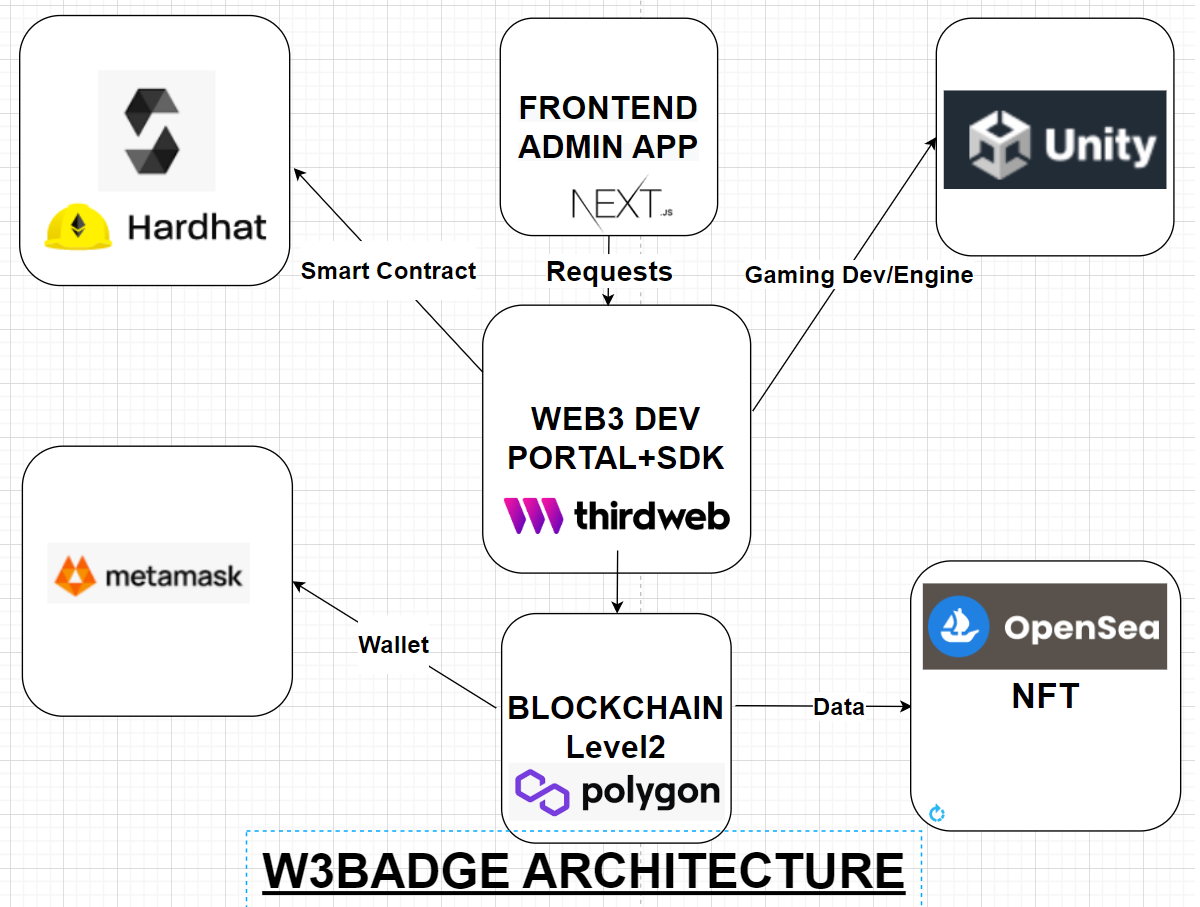 Hardhat
FRONTEND
ADMIN APP
NEXT.JS
Unity
Smart Contract
Requests
Gaming Dev/Engine
WEB3 DEV
PORTAL+SDK
thirdweb
metamask
Wallet
BLOCKCHAIN
Level2
polygon
Data
OpenSea
NFT
W3BADGE ARCHITECTURE